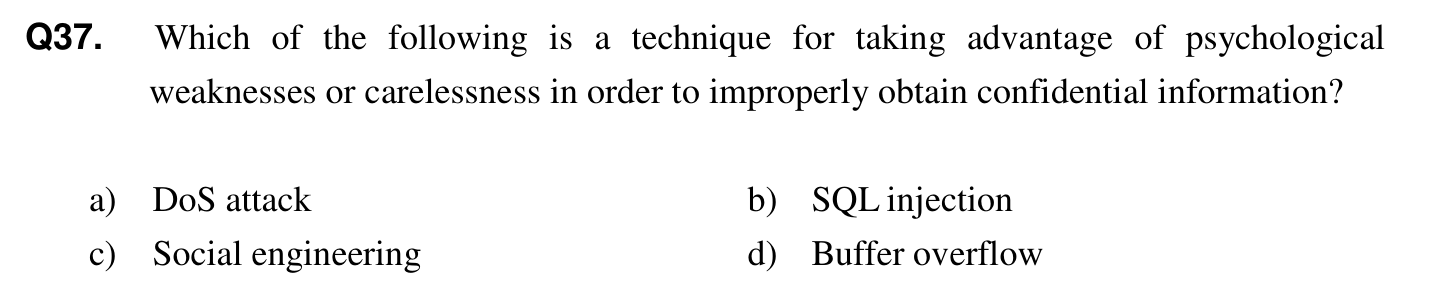 Q37. Which of the following is a technique for taking advantage of psychological
weaknesses or carelessness in order to improperly obtain confidential information?
a) DoS attack b) SQL injection
c) Social engineering d) Buffer overflow